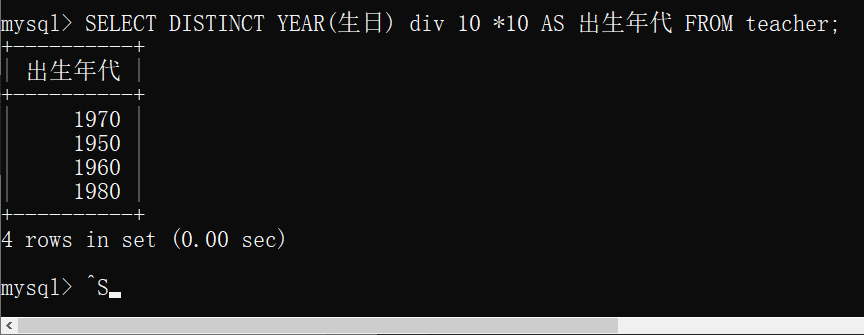 mysql> SELECT DISTINCT YEAR(生日) div 10 *10 AS 出生年代 FROM teacher;
+----------+
| 出生年代 |
+----------+
|     1970 |
|     1950 |
|     1960 |
|     1980 |
+----------+
4 rows in set (0.00 sec)
mysql> ^S